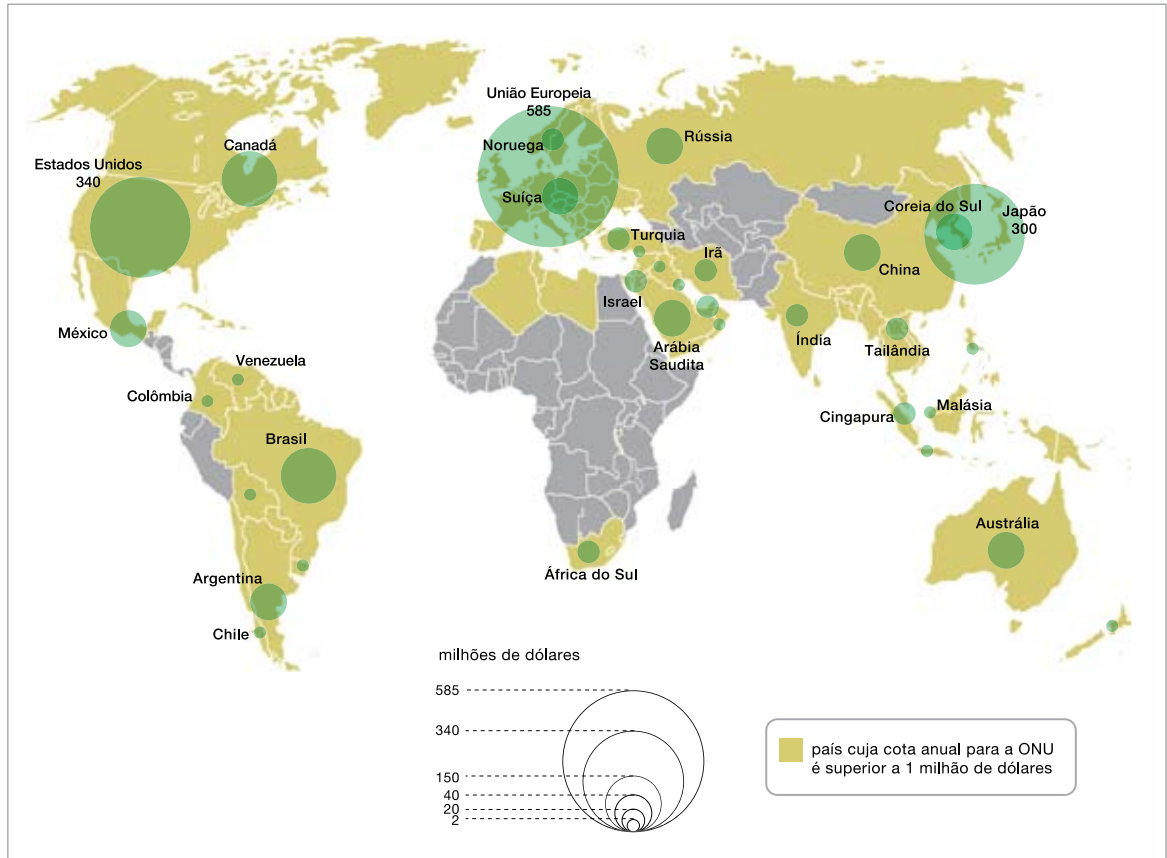 União Europeia
585
Noruega
Rússia
Canadá
Estados Unidos
340
Suíça
Coreia do Sul
Japão
300
Turquia
Irã
China
Israel
México
Arábia
Saudita
Índia
Tailândia
Venezuela
Colômbia
Cingapura
Malásia
Brasil
Austrália
África do Sul
Argentina
Chile
milhões de dólares
585
340
150
40
20
2
país cuja cota anual para a ONU
é superior a 1 milhão de dólares